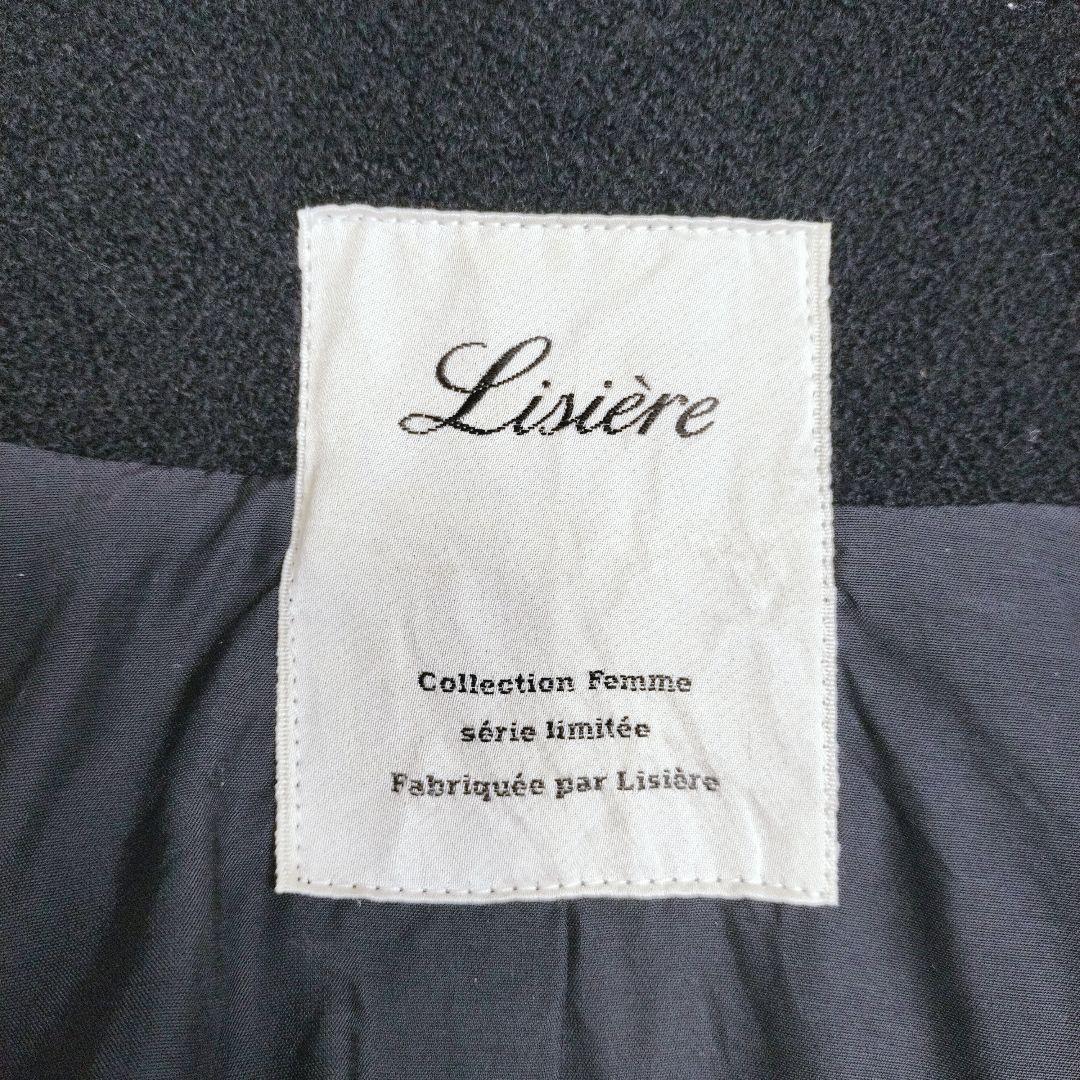 Lisière
Collection Femme
série limitée
Fabriquée par Lisière